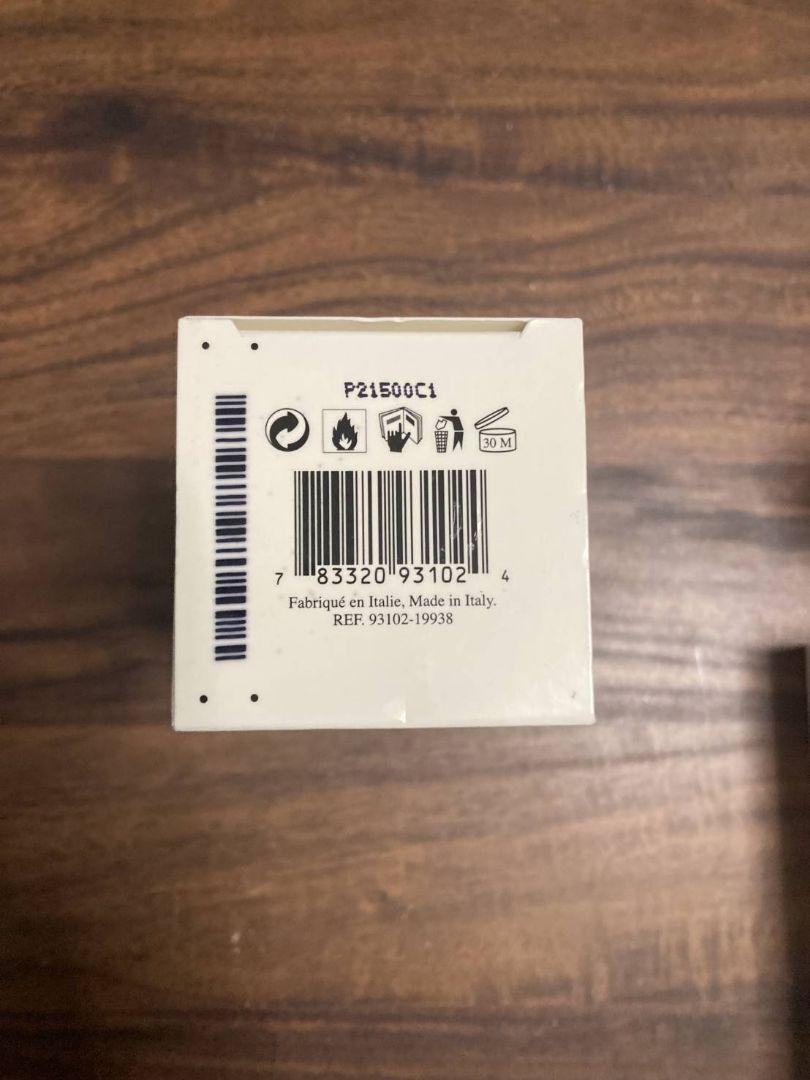 P21500C1
30 M
7 83320 93102 4
Fabriqué en Italie, Made in Italy.
REF. 93102-19938